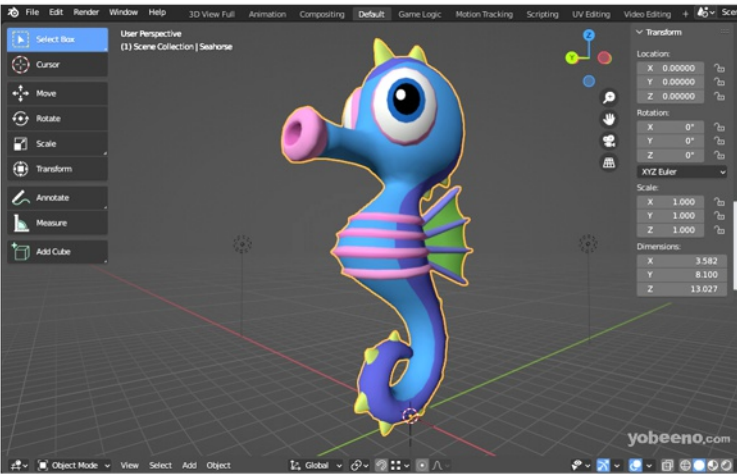 File Edit Render Window Help 3D View Full Animation Compositing Default Game Logic Motion Tracking Scripting UV Editing Video Editing + Scen
Select Box
Cursor
Move
Rotate
Scale
Transform
Annotate
Measure
Add Cube
User Perspective
(1) Scene Collection | Seahorse
Z
Y
Transform
Location:
X 0.00000
Y 0.00000
Z 0.00000
Rotation:
X 0°
Y 0°
Z 0°
XYZ Euler
Scale:
X 1.000
Y 1.000
Z 1.000
Dimensions:
X 3.582
Y 8.100
Z 13.027
yobeeno.com
Object Mode View Select Add Object Global